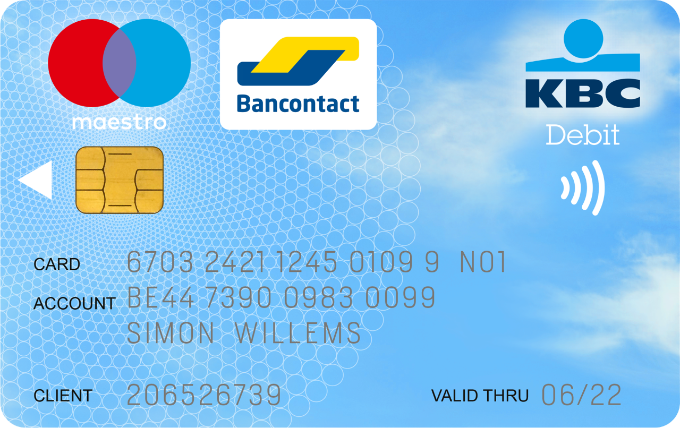 maestro
Bancontact
KBC
Debit
CARD 6703 2421 1245 0109 9 N01
ACCOUNT BE44 7390 0983 0099
SIMON WILLEMS
CLIENT 206526739 VALID THRU 06/22